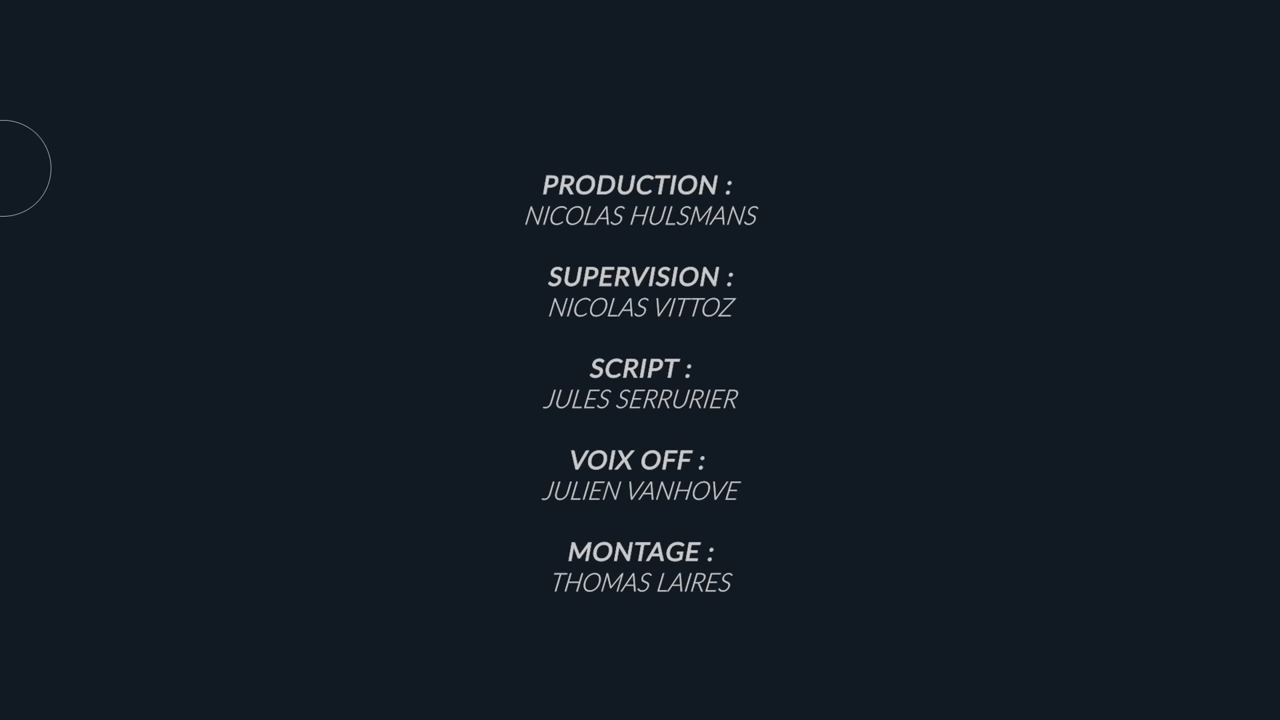 PRODUCTION :
NICOLAS HULSMANS
SUPERVISION :
NICOLAS VITTOZ
SCRIPT :
JULES SERRURIER
VOIX OFF :
JULIEN VANHOVE
MONTAGE :
THOMAS LAIRES